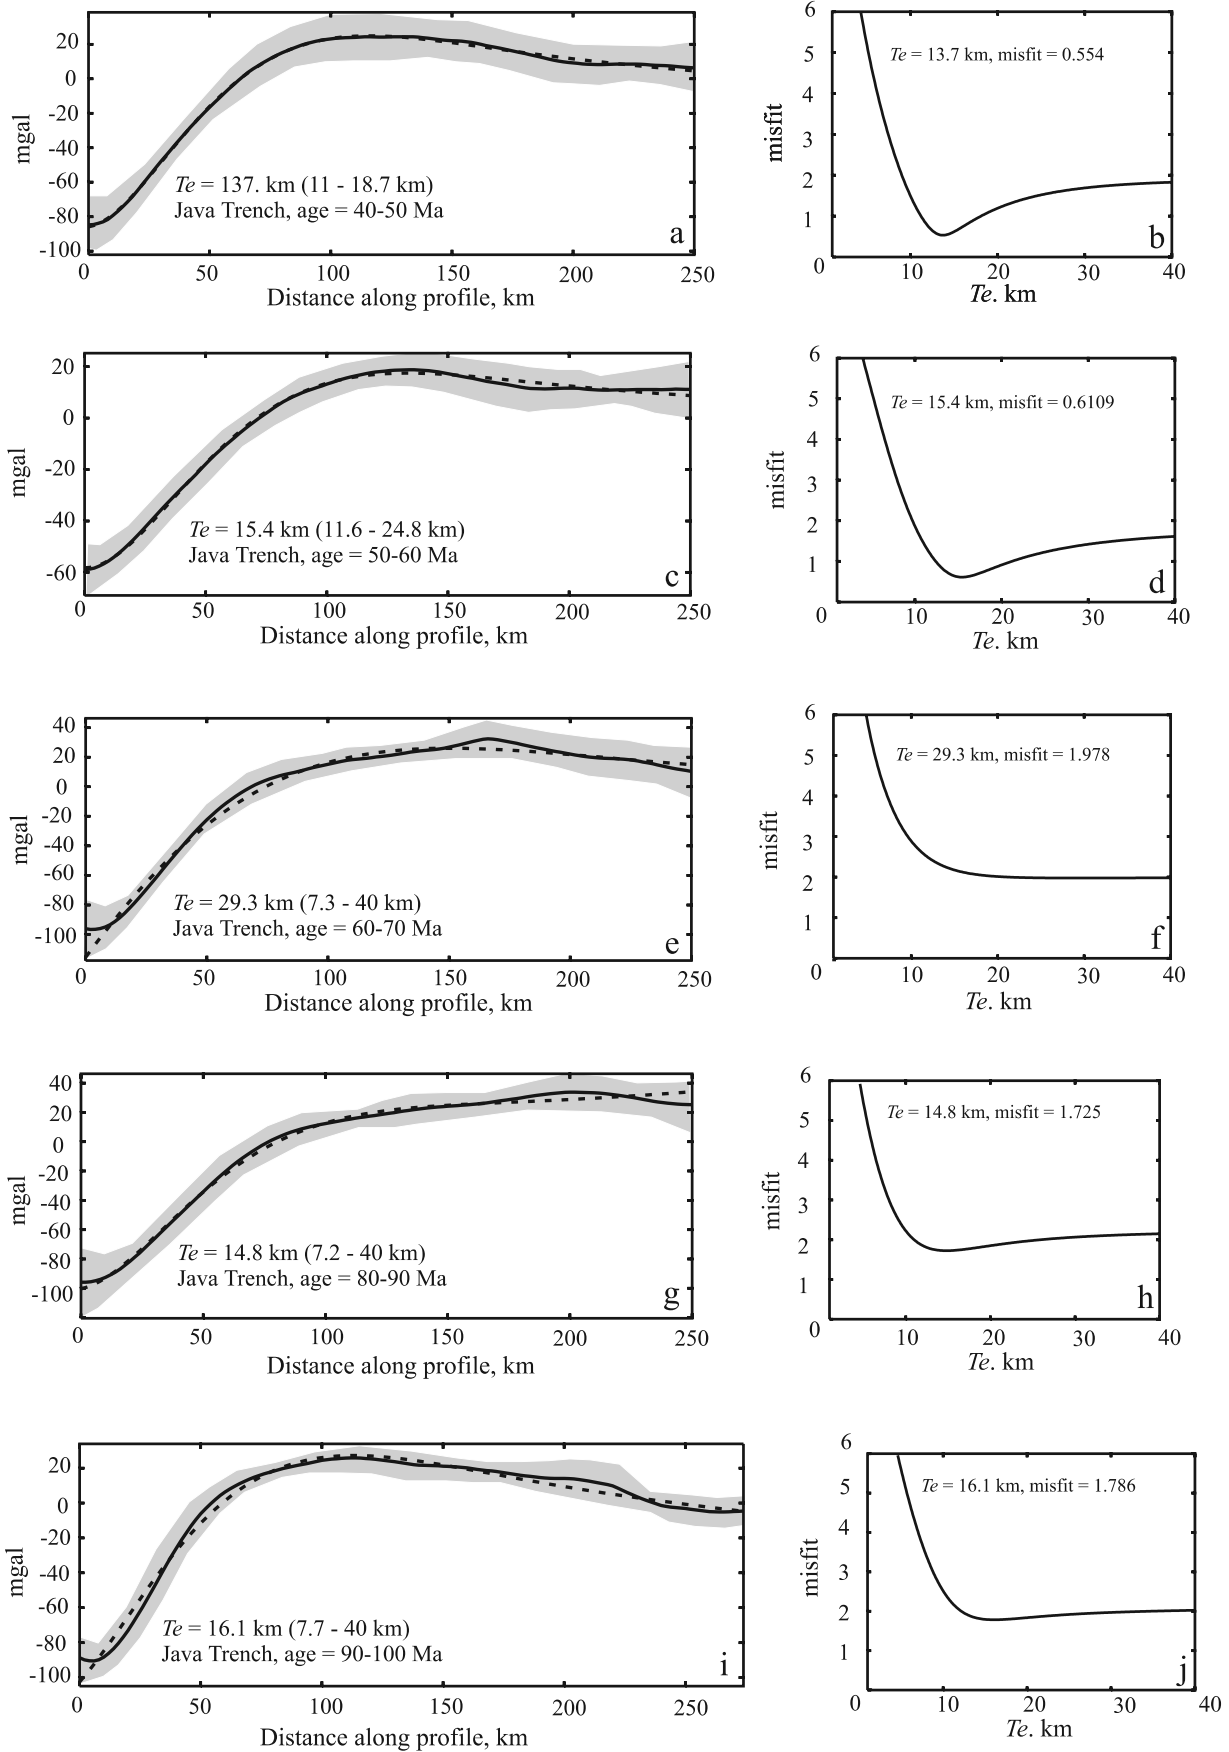 20
0
-20
-40
-60
-80
-100
mgal
Te = 137. km (11 - 18.7 km)
Java Trench, age = 40-50 Ma
a
0 50 100 150 200 250
Distance along profile, km
6
5
4
3
2
1
0
misfit
Te = 13.7 km, misfit = 0.554
b
10 20 30 40
Te. km
20
0
-20
-40
-60
mgal
Te = 15.4 km (11.6 - 24.8 km)
Java Trench, age = 50-60 Ma
c
0 50 100 150 200 250
Distance along profile, km
6
5
4
3
2
1
0
misfit
Te = 15.4 km, misfit = 0.6109
d
10 20 30 40
Te. km
40
20
0
-20
-40
-60
-80
-100
mgal
Te = 29.3 km (7.3 - 40 km)
Java Trench, age = 60-70 Ma
e
0 50 100 150 200 250
Distance along profile, km
6
5
4
3
2
1
0
misfit
Te = 29.3 km, misfit = 1.978
f
10 20 30 40
Te. km
40
20
0
-20
-40
-60
-80
-100
mgal
Te = 14.8 km (7.2 - 40 km)
Java Trench, age = 80-90 Ma
g
0 50 100 150 200 250
Distance along profile, km
6
5
4
3
2
1
0
misfit
Te = 14.8 km, misfit = 1.725
h
10 20 30 40
Te. km
20
0
-20
-40
-60
-80
-100
mgal
Te = 16.1 km (7.7 - 40 km)
Java Trench, age = 90-100 Ma
i
0 50 100 150 200 250
Distance along profile, km
6
5
4
3
2
1
0
misfit
Te = 16.1 km, misfit = 1.786
j
10 20 30 40
Te. km